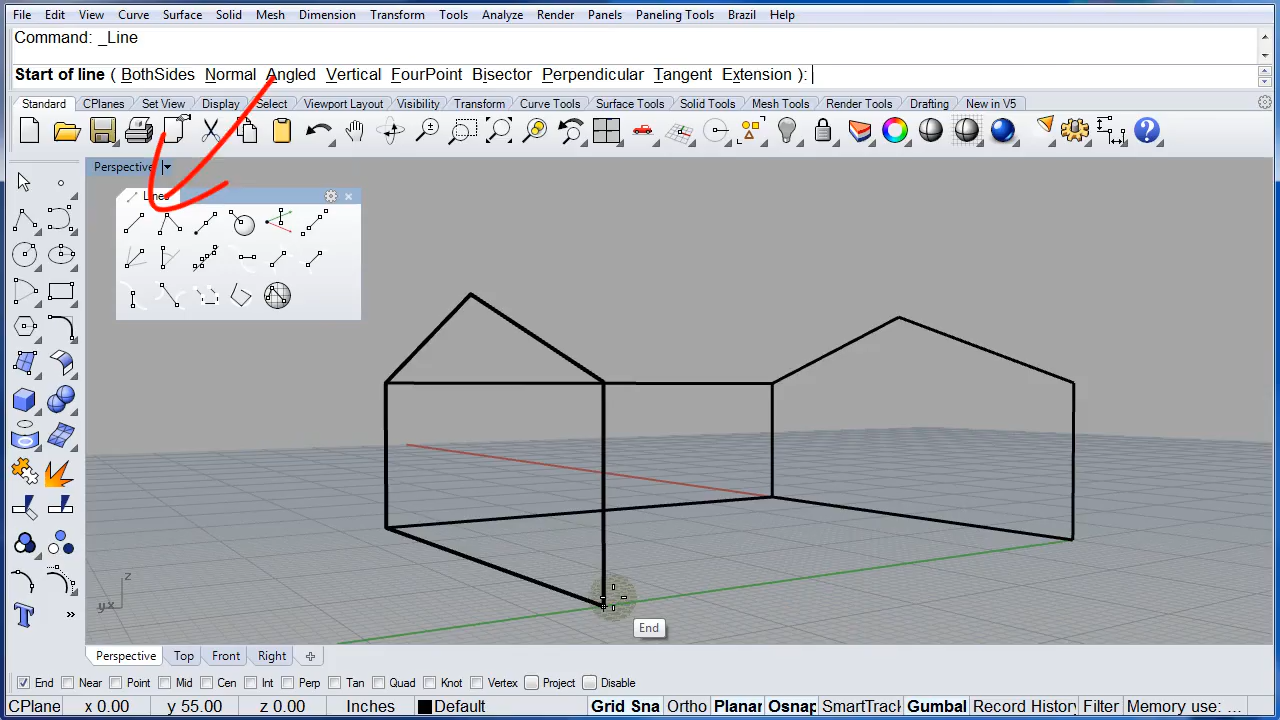 File Edit View Curve Surface Solid Mesh Dimension Transform Tools Analyze Render Panels Paneling Tools Brazil Help
Command: _Line
Start of line ( BothSides Normal Angled Vertical FourPoint Bisector Perpendicular Tangent Extension ):
Standard CPlanes Set View Display Select Viewport Layout Visibility Transform Curve Tools Surface Tools Solid Tools Mesh Tools Render Tools Drafting New in V5
Perspective
Lines
z
y x
End
Perspective Top Front Right
End Near Point Mid Cen Int Perp Tan Quad Knot Vertex Project Disable
CPlane x 0.00 y 55.00 z 0.00 Inches Default Grid Sna Ortho Planar Osnap SmartTrack Gumbal Record History Filter Memory use: ...